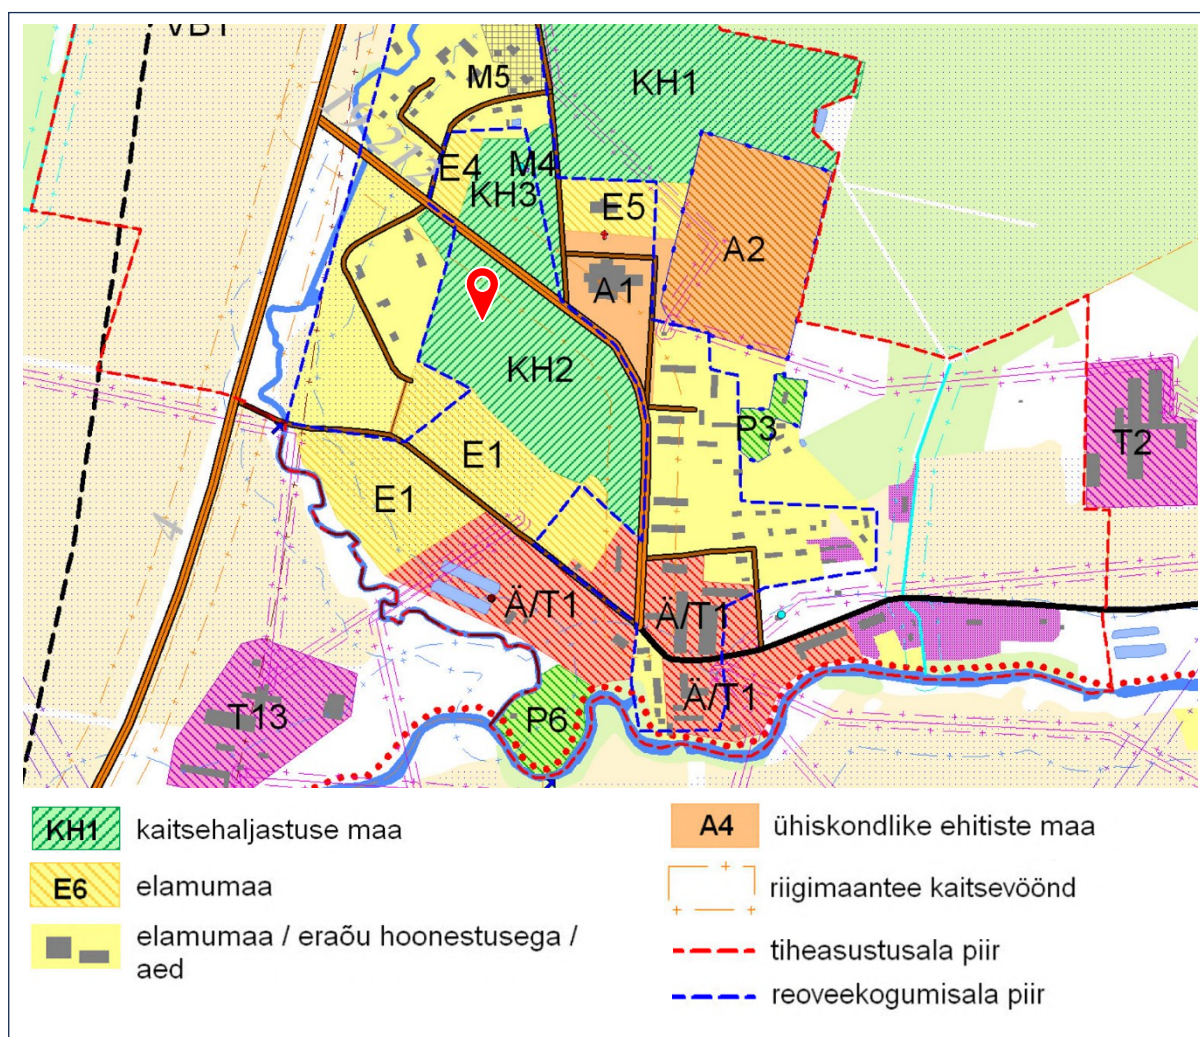 VB1
M5
KH1
18212
E4
M4
KH3
E5
A2
A1
KH2
P3
T2
E1
E1
4
Ä/T1
Ä/T1
Ä/T1
T13
P6
KH1 kaitsehaljastuse maa
E6 elamumaa
elamumaa / eraõu hoonestusega /
aed
A4 ühiskondlike ehitiste maa
riigimaantee kaitsevöönd
tiheasustusala piir
reoveekogumisala piir